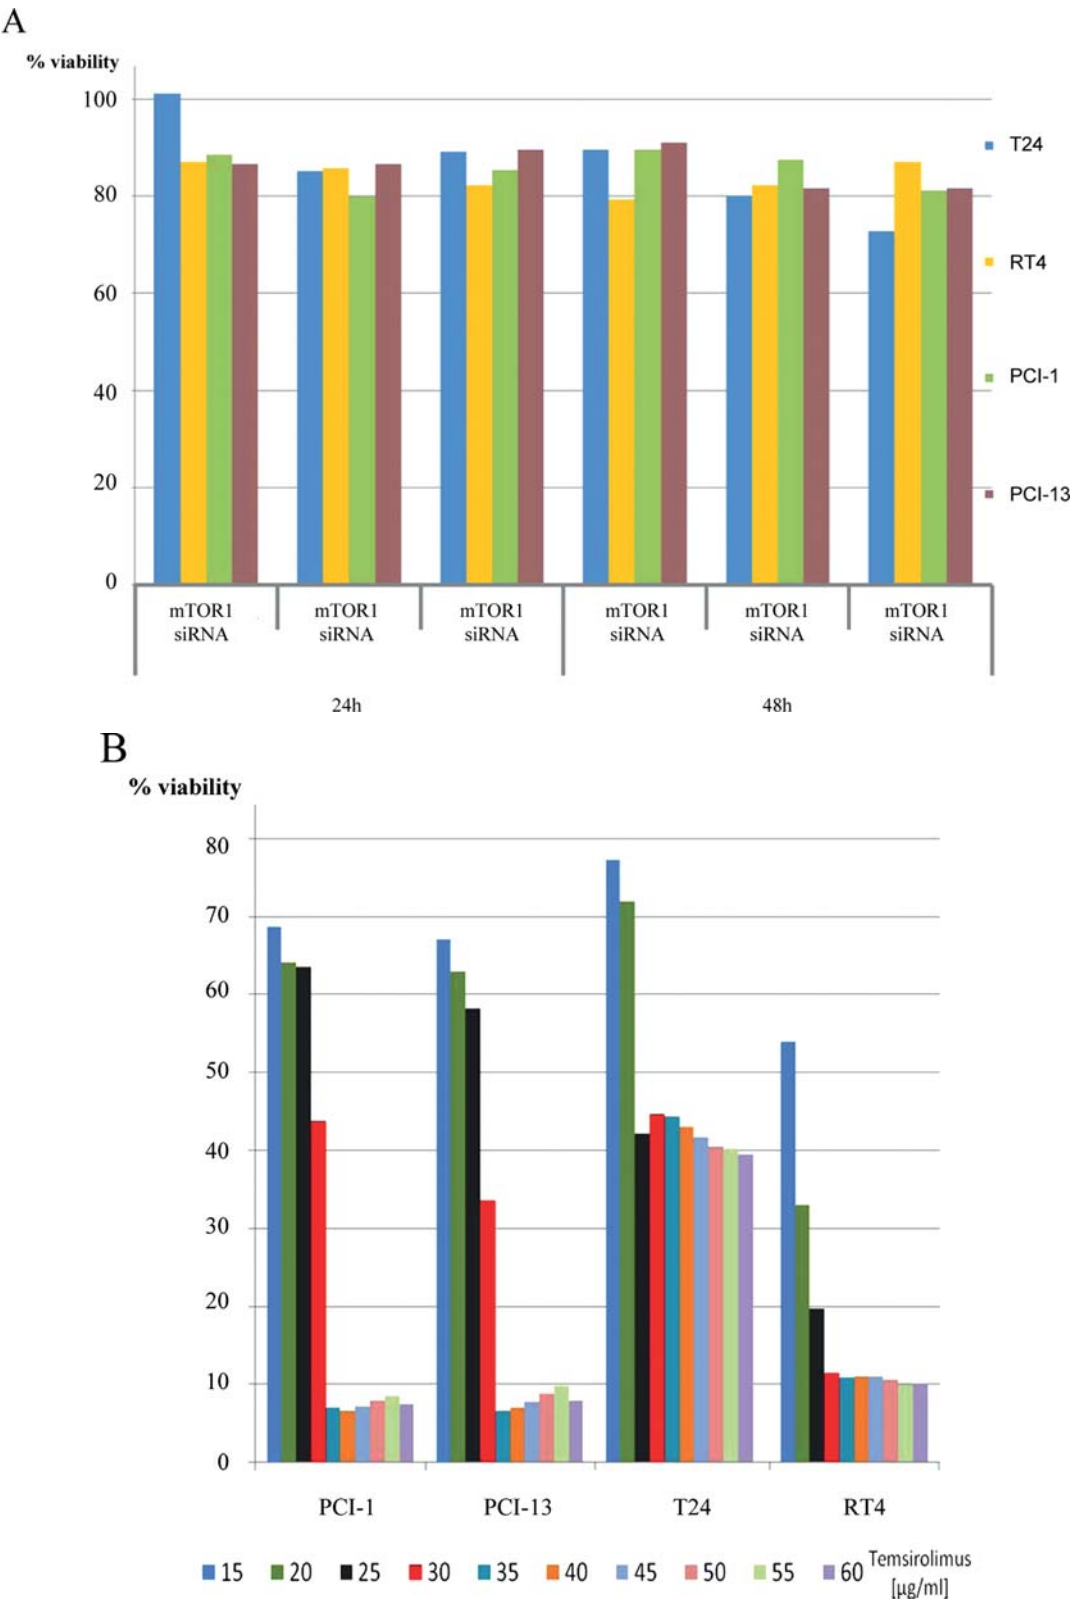 A
% viability
100
80
60
40
20
0
T24
RT4
PCI-1
PCI-13
mTOR1 siRNA
mTOR1 siRNA
mTOR1 siRNA
mTOR1 siRNA
mTOR1 siRNA
mTOR1 siRNA
24h
48h
B
% viability
80
70
60
50
40
30
20
10
0
PCI-1
PCI-13
T24
RT4
15
20
25
30
35
40
45
50
55
60
Temsirolimus
[µg/ml]